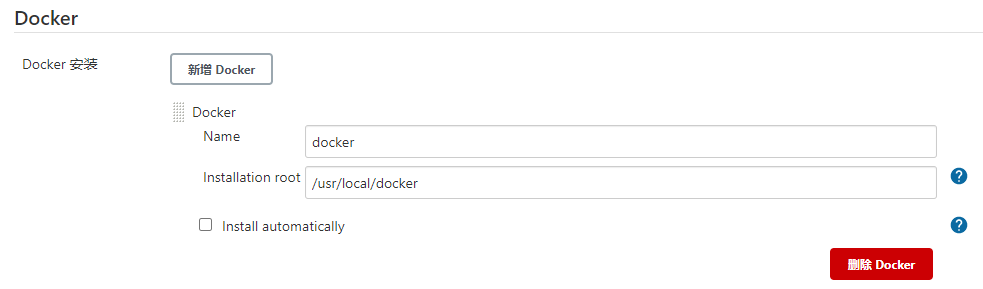 Docker
Docker 安装
新增 Docker
Docker
Name
docker
Installation root
/usr/local/docker
?
Install automatically
?
删除 Docker